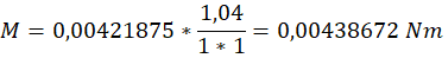 M = 0,00421875 * 1,04 / 1 * 1 = 0,00438672 Nm